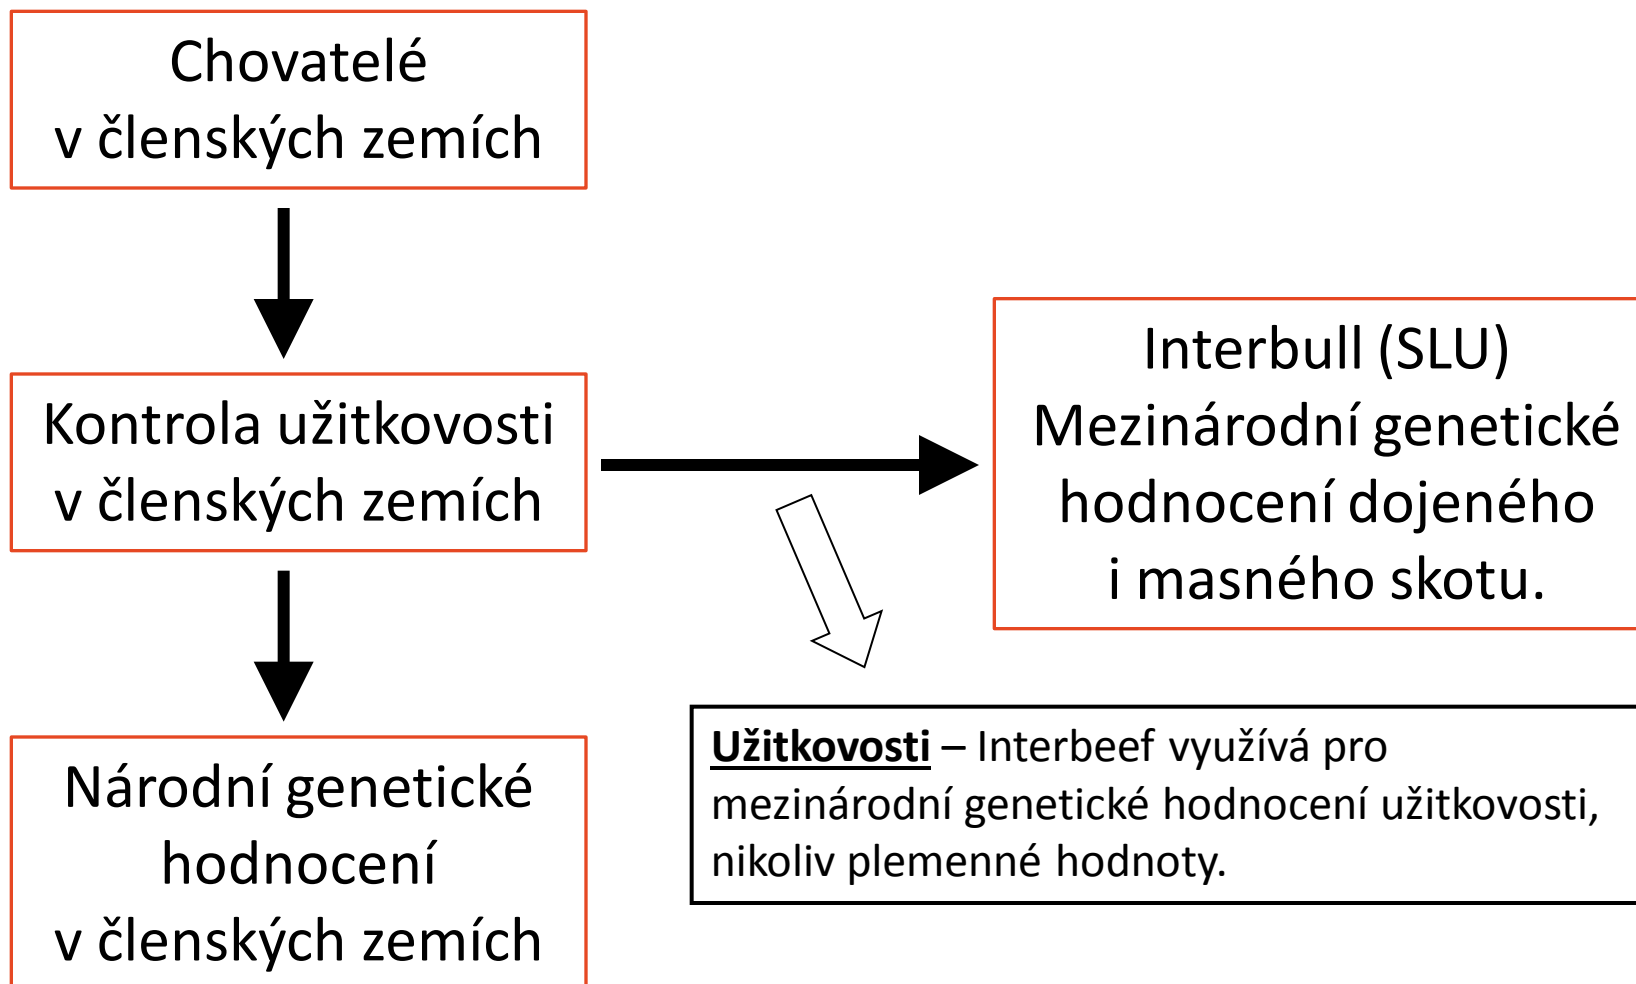 Chovatelé
v členských zemích
Kontrola užitkovosti
v členských zemích
Interbull (SLU)
Mezinárodní genetické
hodnocení dojeného
i masného skotu.
Užitkovosti – Interbeef využívá pro
mezinárodní genetické hodnocení užitkovosti,
nikoliv plemenné hodnoty.
Národní genetické
hodnocení
v členských zemích